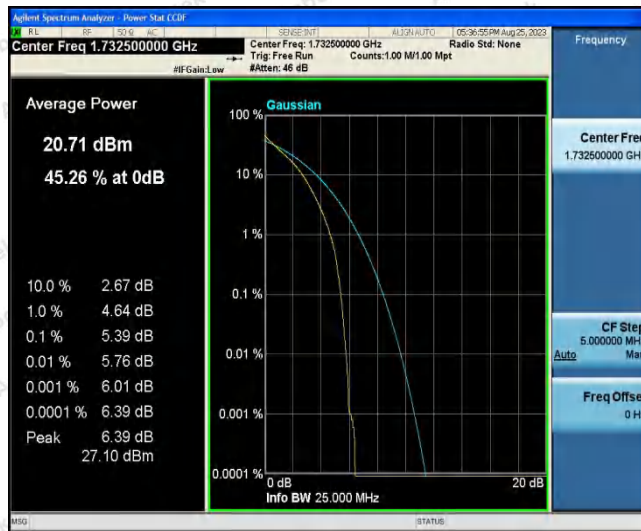 Agilent Spectrum Analyzer - Power Stat CCDF
RL RF 50 Ω AC SENSE:INT ALIGN AUTO 05:36:55 PM Aug 25, 2023
Center Freq 1.732500000 GHz
Center Freq: 1.732500000 GHz Radio Std: None
Trig: Free Run Counts:1.00 M/1.00 Mpt
#IFGain:Low #Atten: 46 dB
Frequency
Average Power
20.71 dBm
45.26 % at 0dB
10.0 % 2.67 dB
1.0 % 4.64 dB
0.1 % 5.39 dB
0.01 % 5.76 dB
0.001 % 6.01 dB
0.0001 % 6.39 dB
Peak 6.39 dB
27.10 dBm
Gaussian
100 %
10 %
1 %
0.1 %
0.01 %
0.001 %
0.0001 %
0 dB 20 dB
Info BW 25.000 MHz
Center Fre
1.732500000 GH
CF Ste
5.000000 MH
Auto Ma
Freq Offse
0 H
MSG STATUS